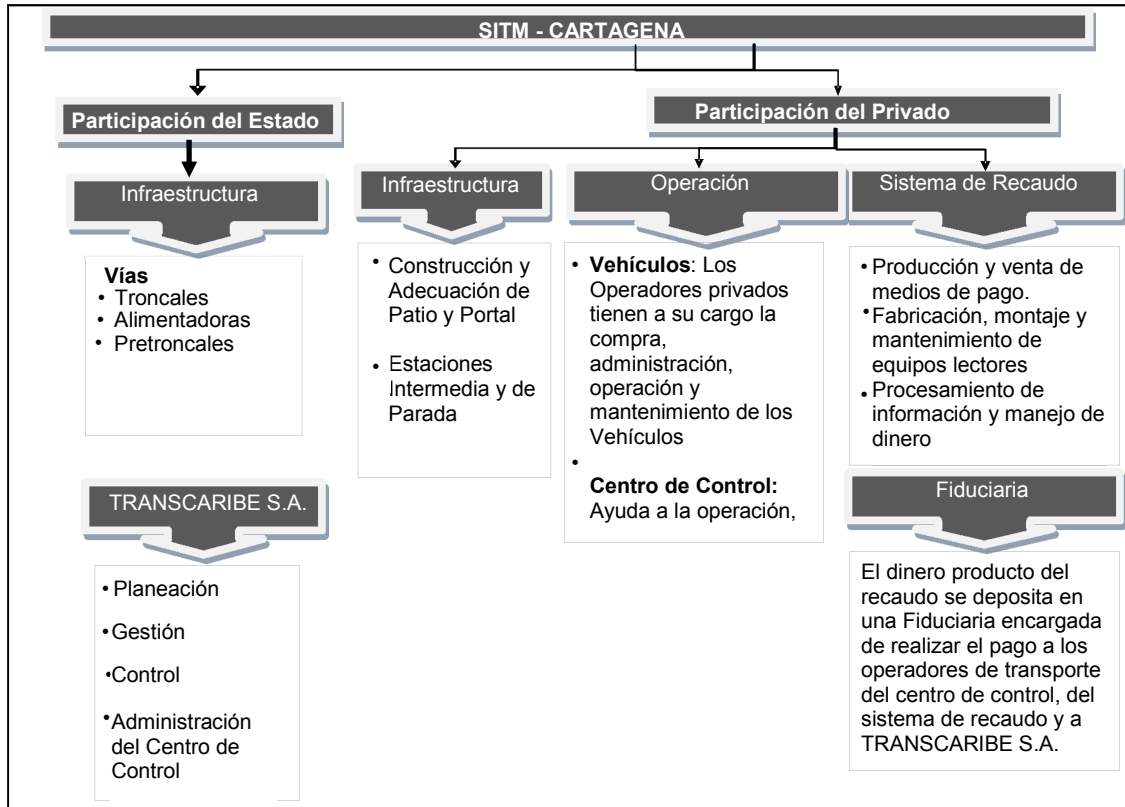 SITM - CARTAGENA
Participación del Estado
Participación del Privado
Infraestructura
Vías
• Troncales
• Alimentadoras
• Pretroncales
TRANSCARIBE S.A.
• Planeación
• Gestión
• Control
• Administración
del Centro de
Control
Infraestructura
• Construcción y
Adecuación de
Patio y Portal
• Estaciones
Intermedia y de
Parada
Operación
• Vehículos: Los
Operadores privados
tienen a su cargo la
compra,
administración,
operación y
mantenimiento de los
Vehículos
•
Centro de Control:
Ayuda a la operación,
Sistema de Recaudo
• Producción y venta de
medios de pago.
• Fabricación, montaje y
mantenimiento de
equipos lectores
• Procesamiento de
información y manejo de
dinero
Fiduciaria
El dinero producto del
recaudo se deposita en
una Fiduciaria encargada
de realizar el pago a los
operadores de transporte
del centro de control, del
sistema de recaudo y a
TRANSCARIBE S.A.